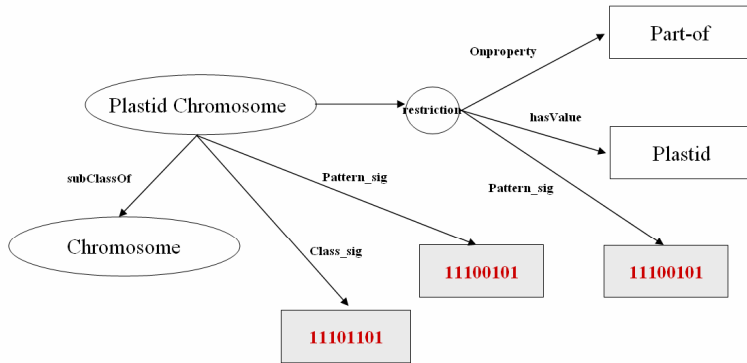 Part-of
Onproperty
Plastid Chromosome
restriction
hasValue
Plastid
subClassOf
Pattern_sig
Pattern_sig
Chromosome
Class_sig
11100101
11100101
11101101